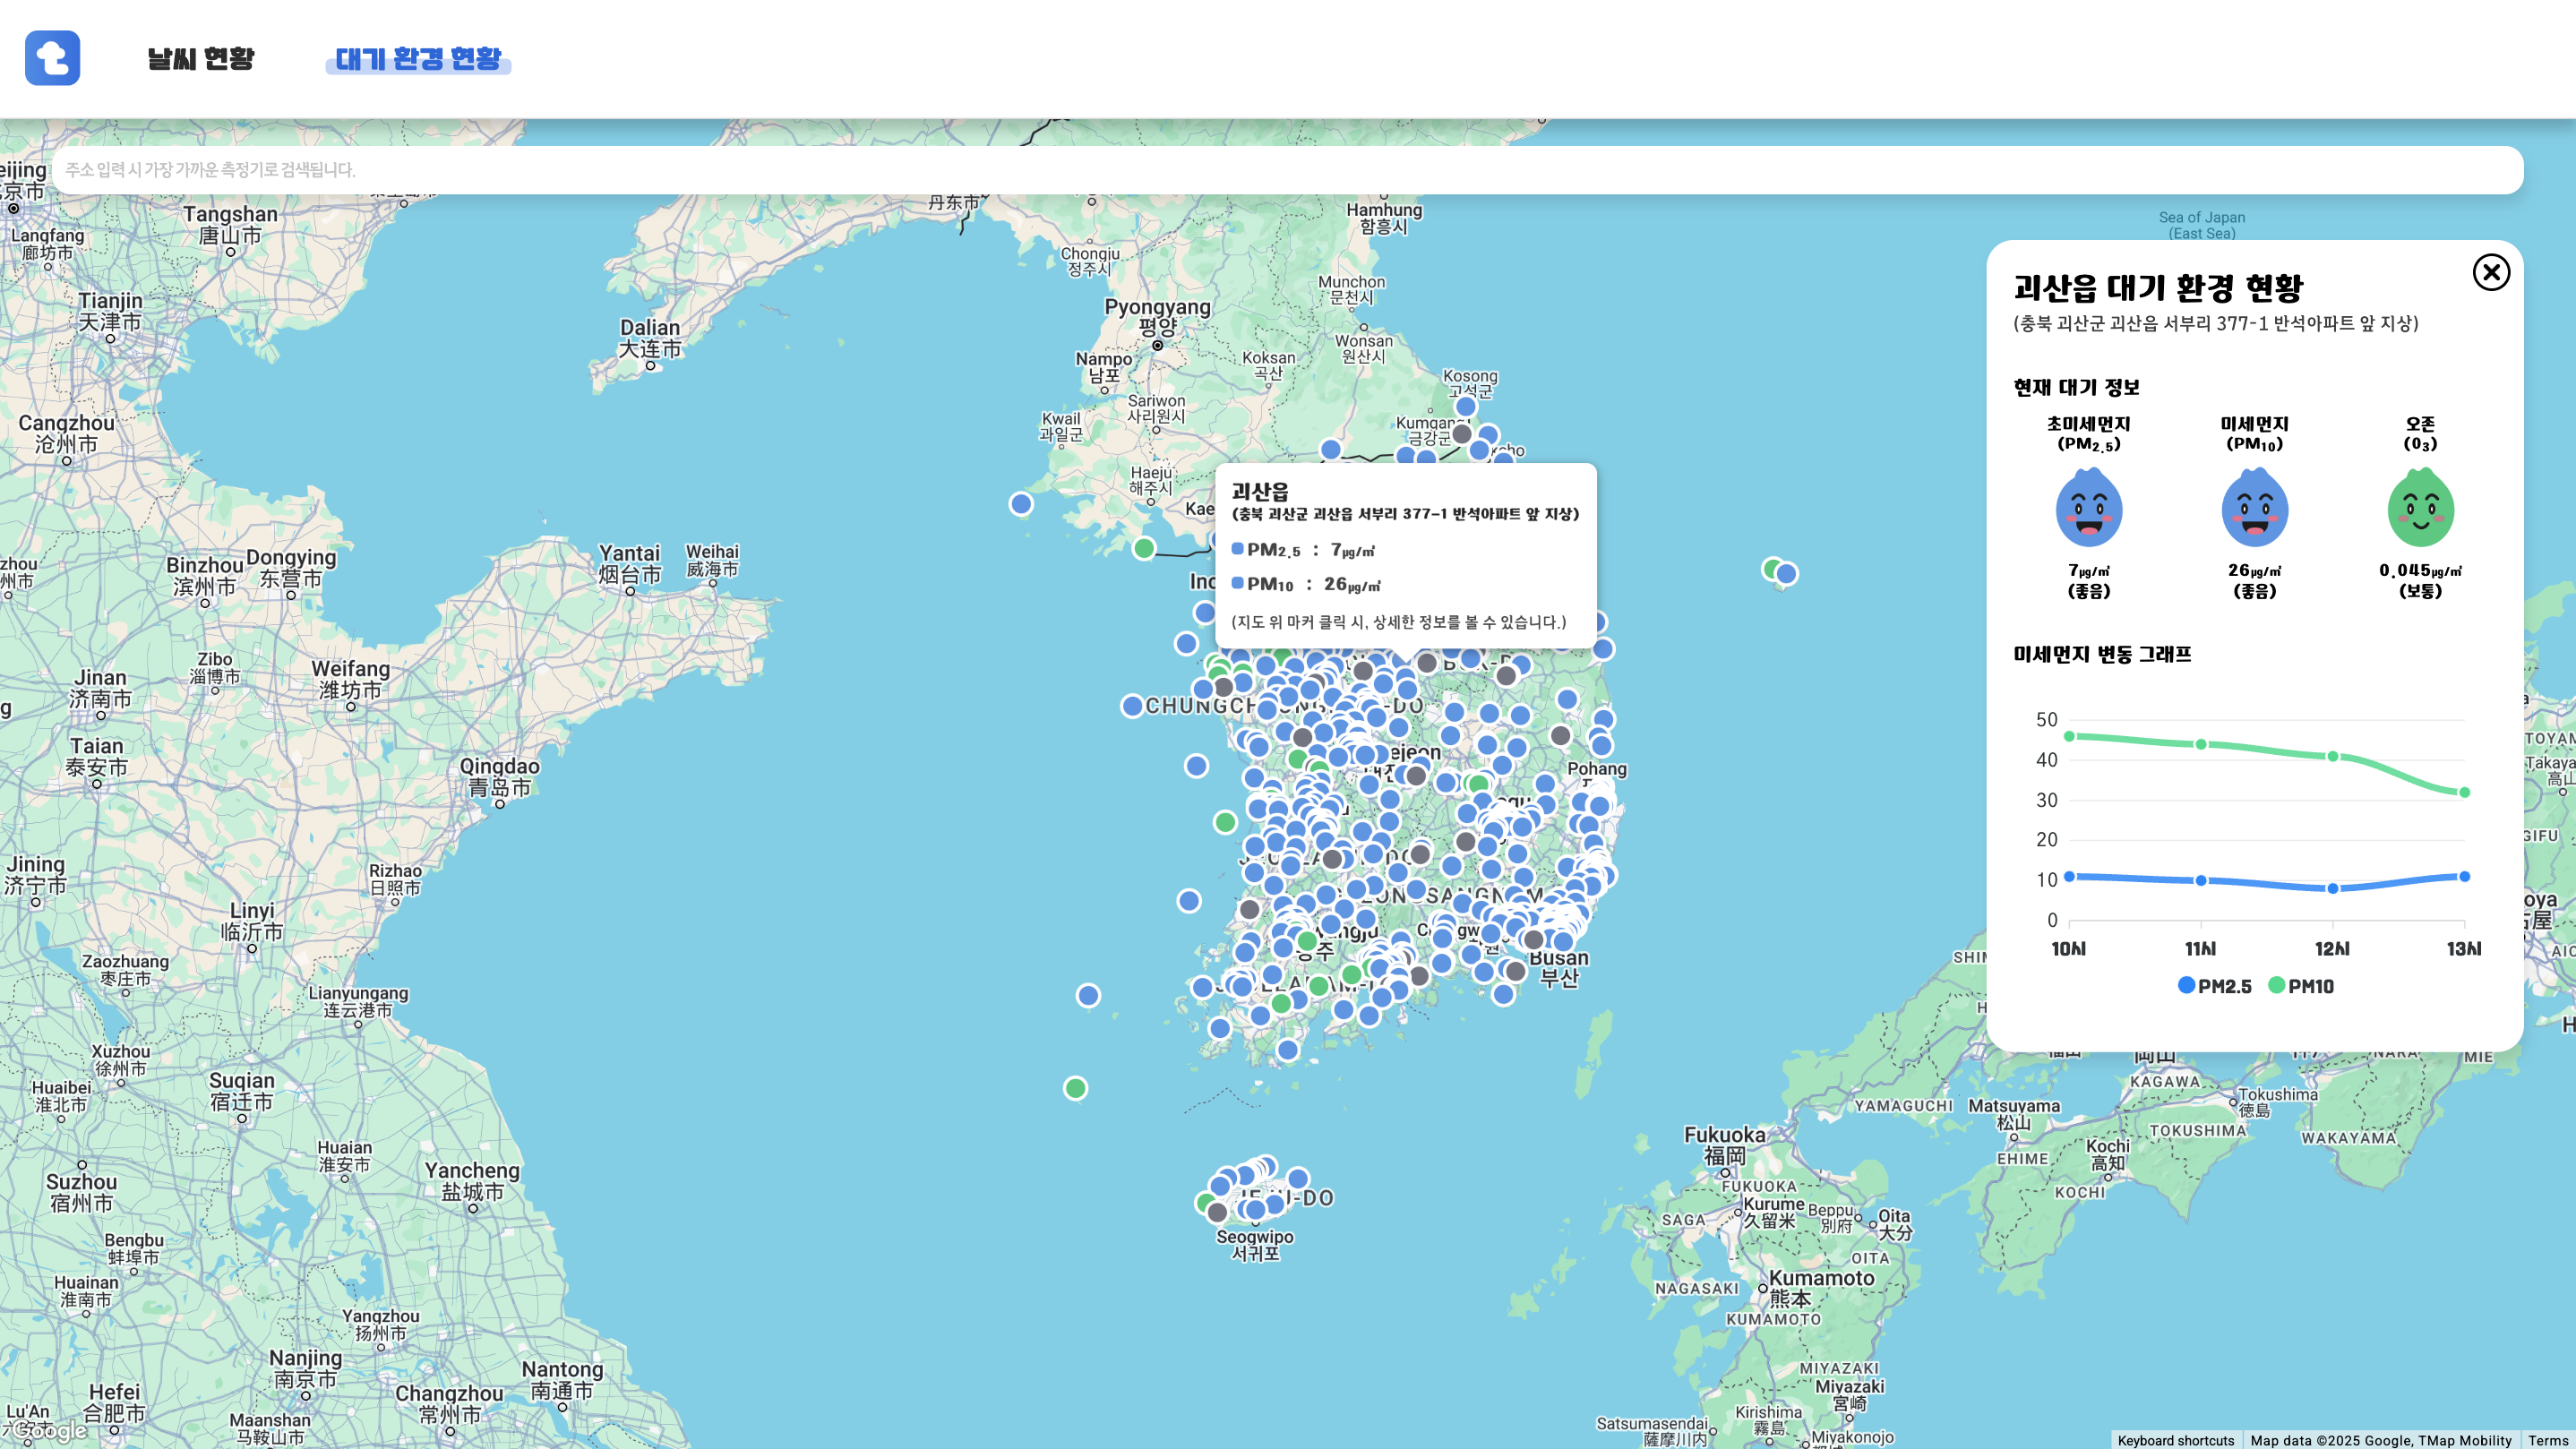 날씨 현황
대기 환경 현황
주소 입력 시 가장 가까운 측정기로 검색됩니다.
괴산읍 대기 환경 현황
(충북 괴산군 괴산읍 서부리 377-1 반석아파트 앞 지상)
현재 대기 정보
초미세먼지
(PM2.5)
미세먼지
(PM10)
오존
(O3)
7㎍/㎥
(좋음)
26㎍/㎥
(좋음)
0.045㎍/㎥
(보통)
미세먼지 변동 그래프
50
40
30
20
10
0
10시
11시
12시
13시
PM2.5
PM10
괴산읍
(충북 괴산군 괴산읍 서부리 377-1 반석아파트 앞 지상)
PM2.5 : 7㎍/㎥
PM10 : 26㎍/㎥
(지도 위 마커 클릭 시, 상세한 정보를 볼 수 있습니다.)
Sea of Japan
(East Sea)
Tangshan
唐山市
Langfang
廊坊市
Tianjin
天津市
Cangzhou
沧州市
Dalian
大连市
丹东市
Hamhung
함흥시
Chongju
정주시
Munchon
문천시
Pyongyang
평양
Wonsan
원산시
Nampo
남포
Koksan
곡산
Kosong
고성군
Sariwon
사리원시
Kwail
과일군
금강군
Haeju
해주시
Binzhou
滨州市
Dongying
东营市
Yantai
烟台市
Weihai
威海市
Zibo
淄博市
Weifang
潍坊市
Jinan
济南市
Taian
泰安市
Qingdao
青岛市
Pohang
Jining
济宁市
Rizhao
日照市
Linyi
临沂市
Zaozhuang
枣庄市
Lianyungang
连云港市
Busan
부산
Xuzhou
徐州市
Huaibei
淮北市
Suqian
宿迁市
Huaian
淮安市
Suzhou
宿州市
Yancheng
盐城市
Bengbu
蚌埠市
Huainan
淮南市
Yangzhou
扬州市
Nanjing
南京市
Nantong
南通市
Hefei
合肥市
Changzhou
常州市
Lu'An
Maanshan
马鞍山市
Seogwipo
서귀포
YAMAGUCHI
Matsuyama
松山
KAGAWA
Tokushima
徳島
TOKUSHIMA
WAKAYAMA
NARA
MIE
Fukuoka
福岡
FUKUOKA
EHIME
Kochi
高知
KOCHI
SAGA
Kurume
久留米
Beppu
別府
Oita
大分
OITA
NAGASAKI
Kumamoto
熊本
KUMAMOTO
MIYAZAKI
Miyazaki
宮崎
Kirishima
霧島
Satsumasendai
薩摩川内
Miyakonojo
GIFU
Google
Keyboard shortcuts
Map data ©2025 Google, TMap Mobility
Terms